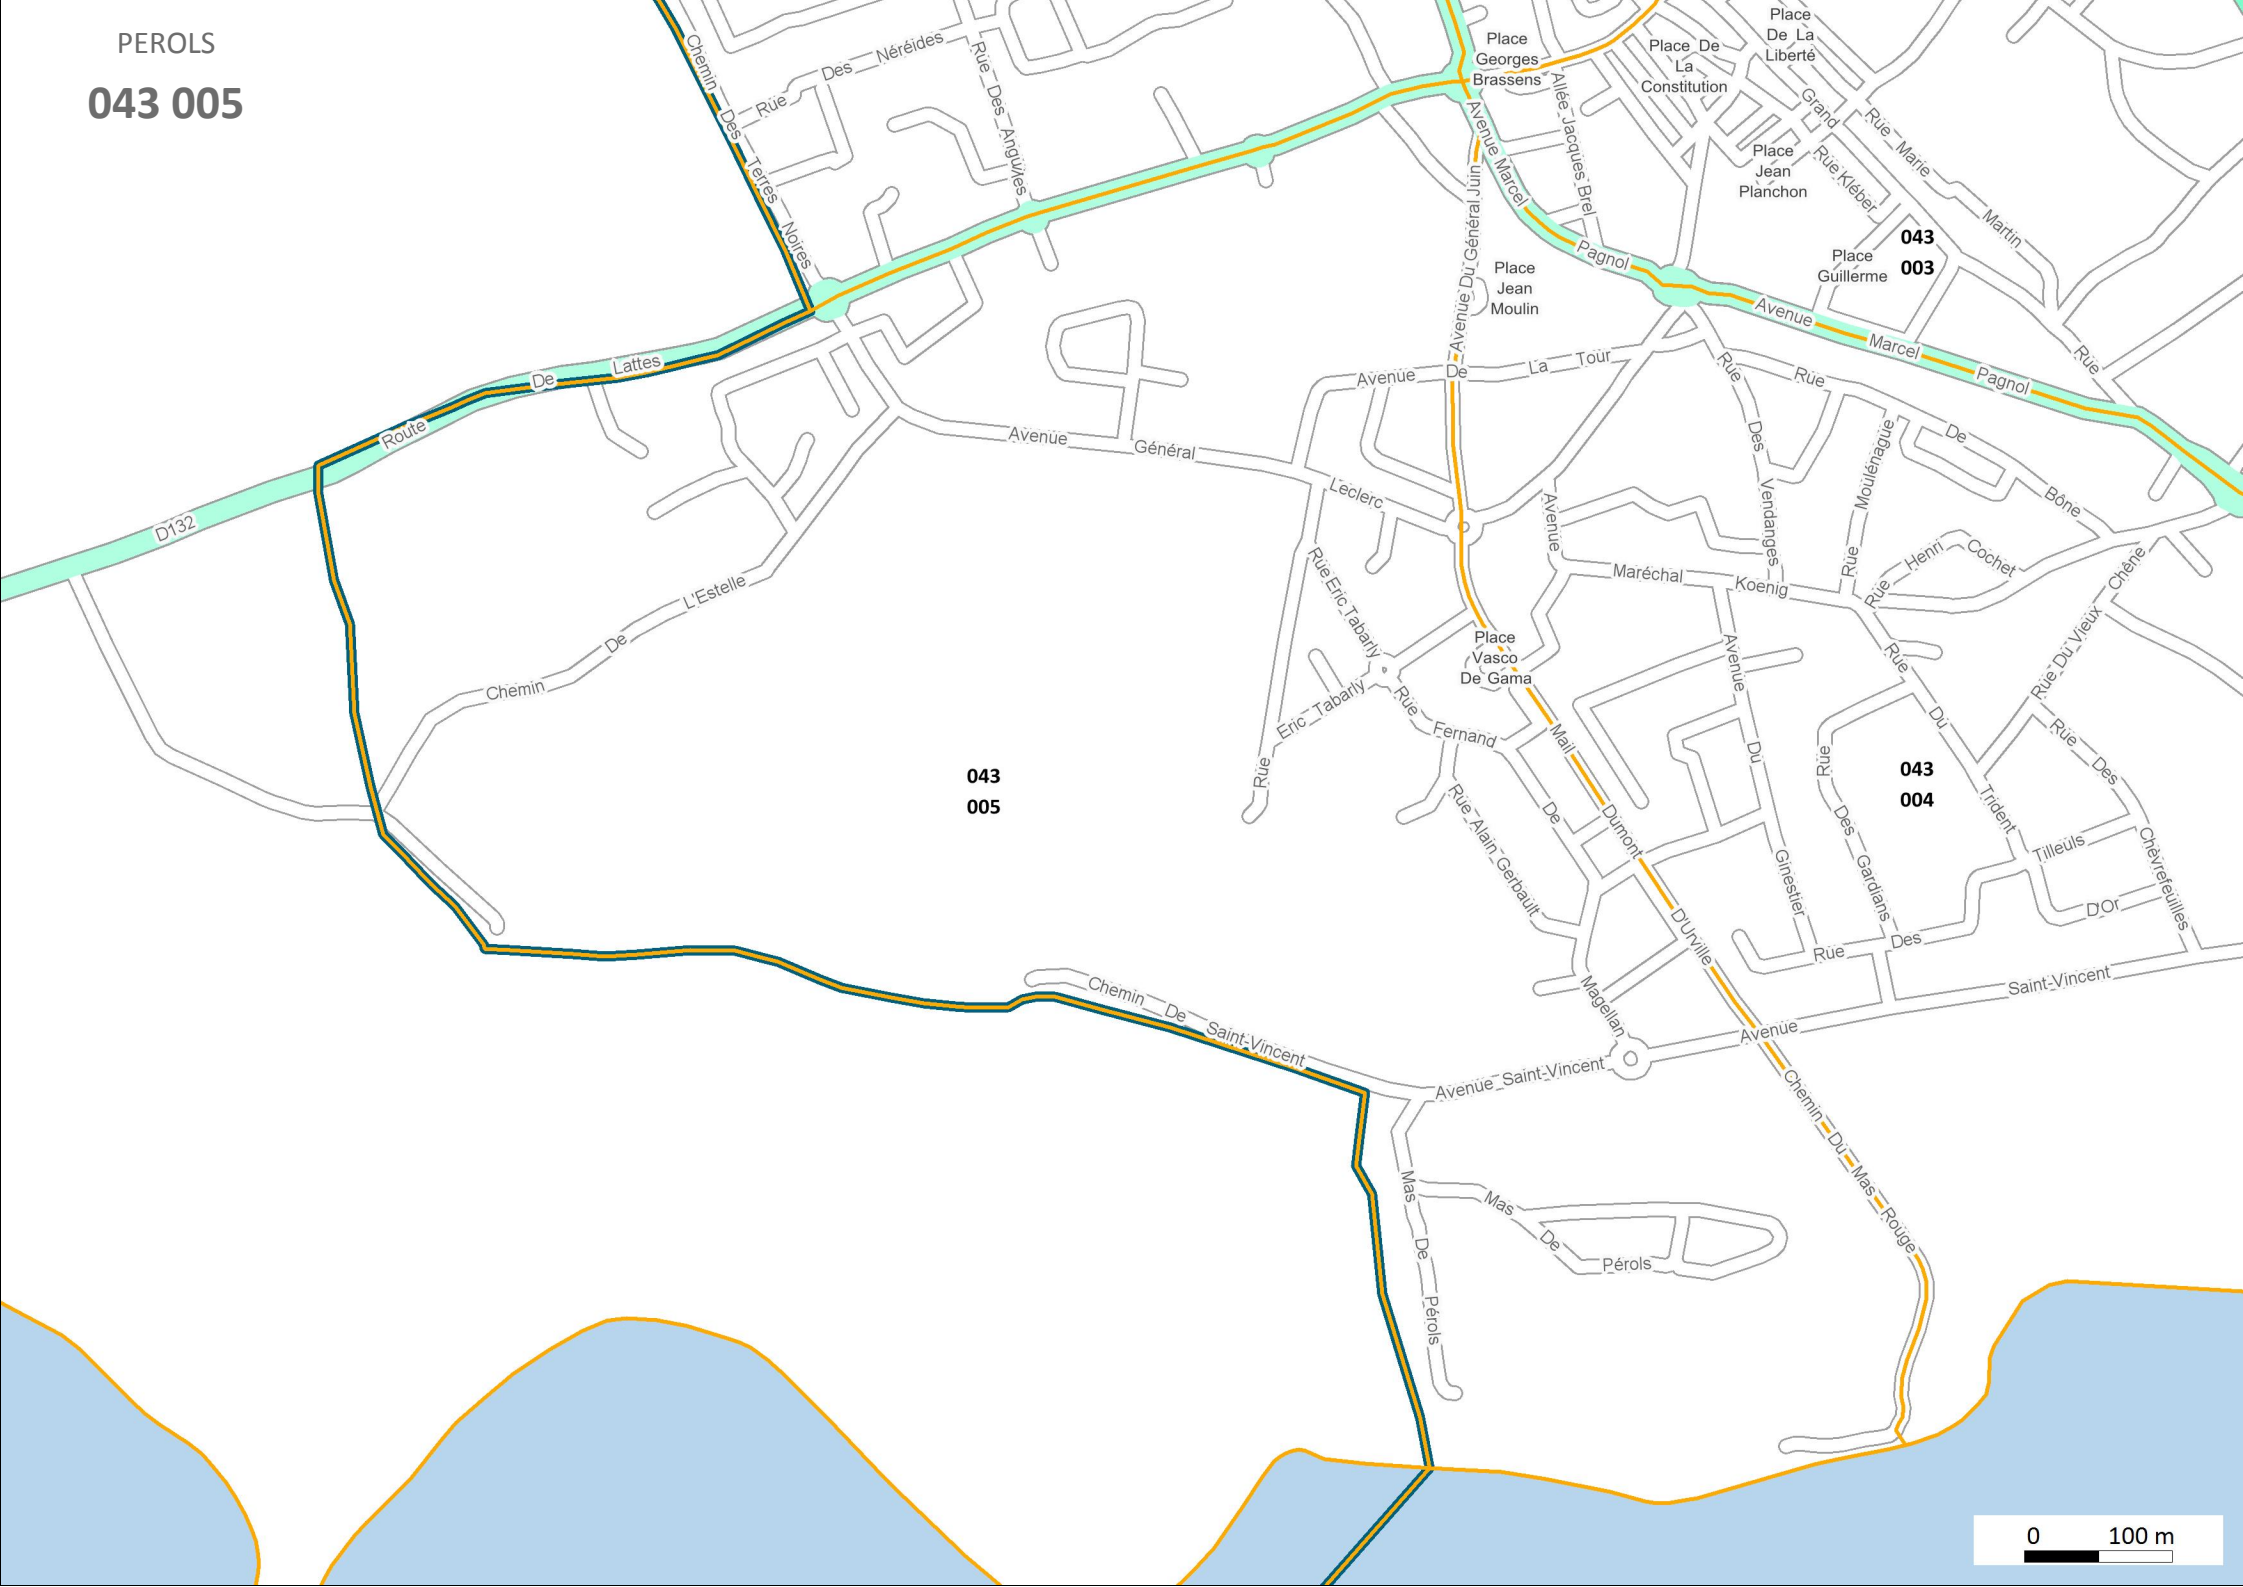 PEROLS
043 005
Chemin Des Terres Noires
Rue Des Néréides
Rue Des Anguiles
Place Georges Brassens
Allée Jacques Brel
Place De La Constitution
Place De La Liberté
Grand
Rue Marie Martin
Rue
Rue Kléber
Place Jean Planchon
Place Guillerme
043
003
Avenue Marcel Pagnol
Avenue Marcel Pagnol
Avenue Du Général Juin
Place Jean Moulin
D132
Route De Lattes
Avenue De La Tour
Avenue Général Leclerc
Rue Des Vendanges
Rue De Bône
Rue Moulénague
Rue Henri Cochet
Avenue Maréchal Koenig
Chemin De L'Estelle
Rue Eric Tabarly
Rue Eric Tabarly
Place Vasco De Gama
Rue Fernand De Magellan
Rue Alain Gerbault
Mail Dumont D'Urville
Avenue Du Ginestier
Rue Des Gardians
Rue Du Trident
Rue Du Vieux Chêne
Rue Des Chèvrefeuilles
043
005
043
004
Rue Des Tilleuls
D'Or
Chemin De Saint-Vincent
Avenue Saint-Vincent
Avenue Saint-Vincent
Chemin Du Mas Rouge
Mas De Pérols
Mas De Pérols
0 100 m